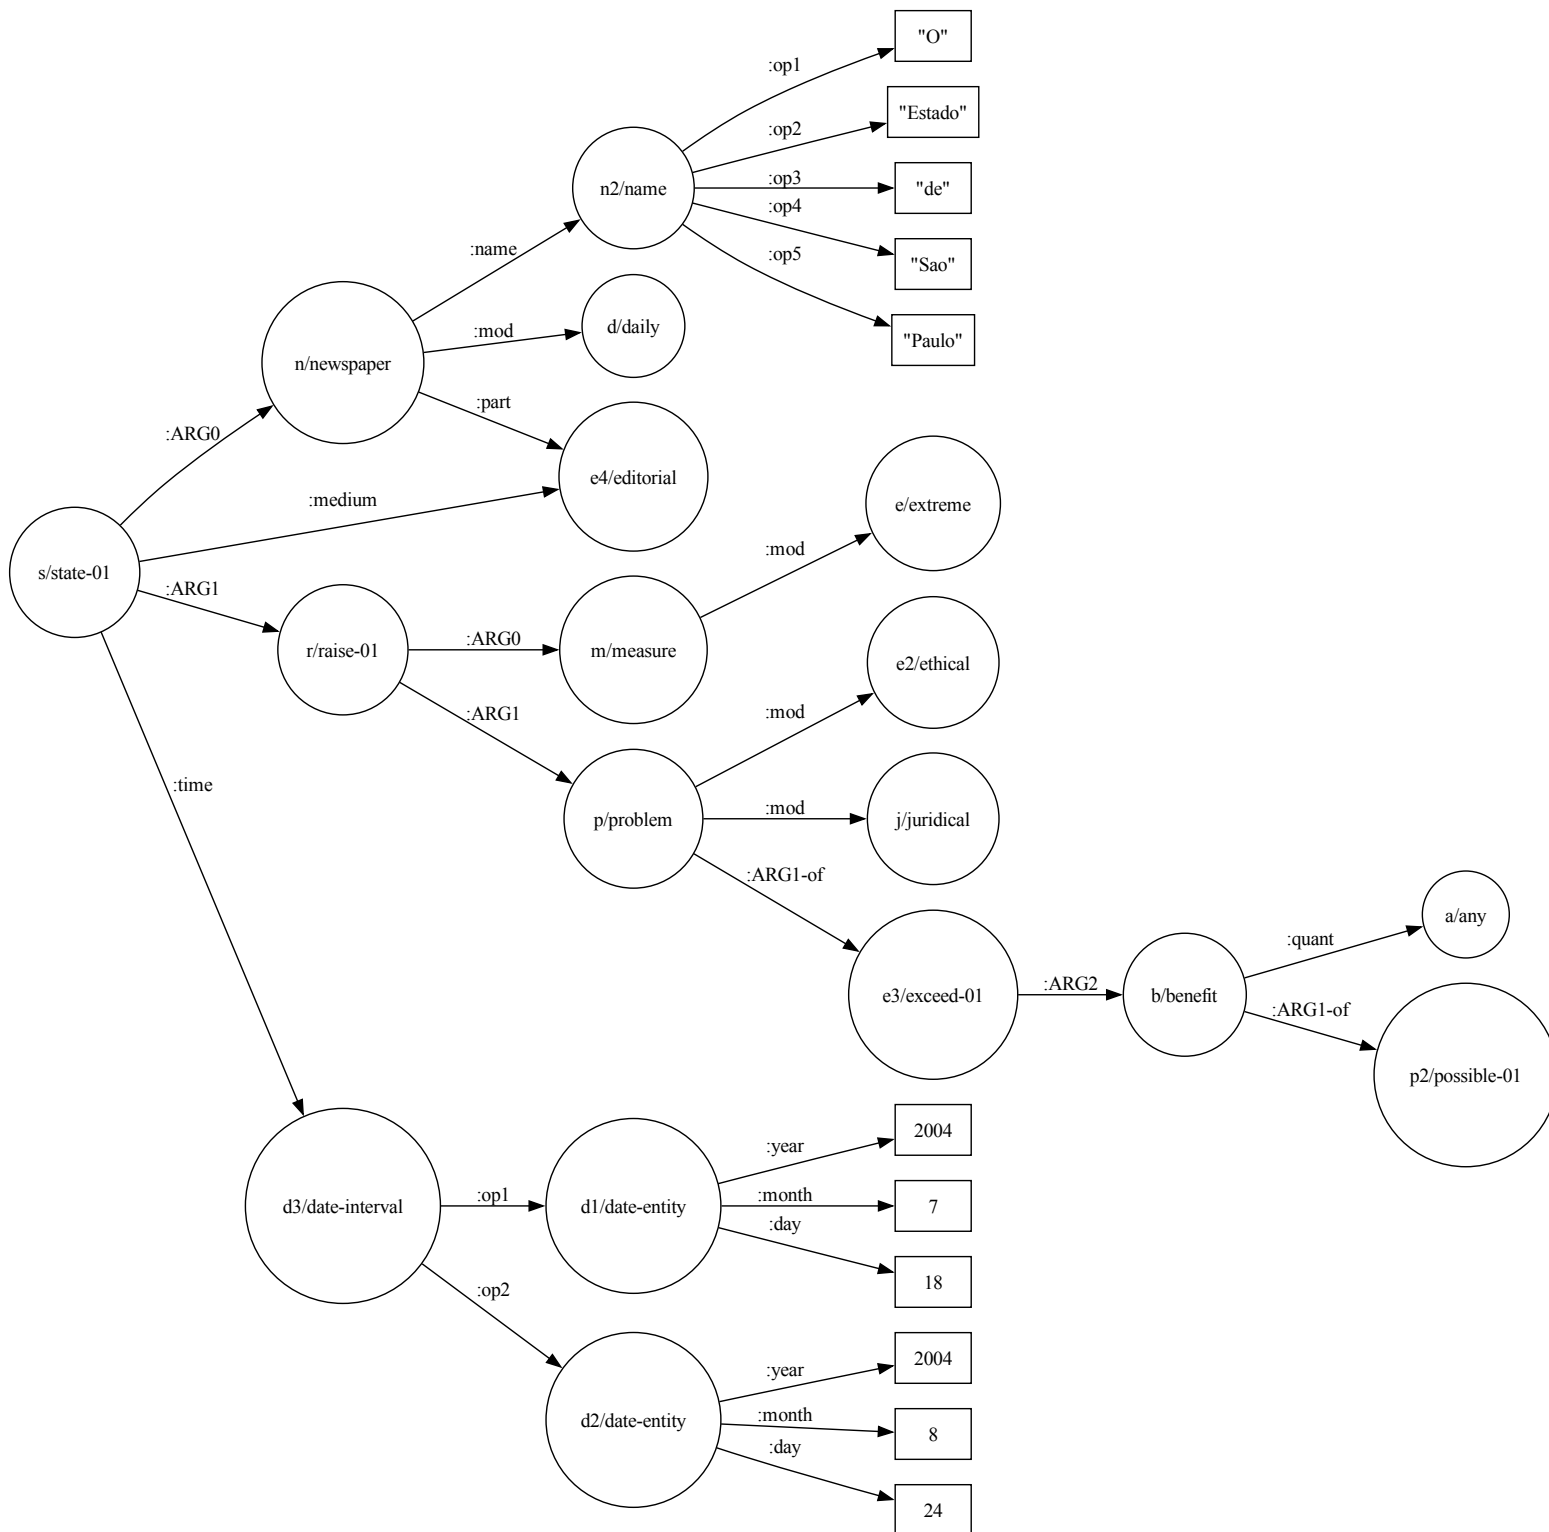 "O"
:op1
"Estado"
:op2
n2/name
:op3
"de"
:op4
"Sao"
:op5
"Paulo"
:name
:mod
d/daily
n/newspaper
:part
:ARG0
e4/editorial
:medium
e/extreme
:mod
s/state-01
:ARG1
r/raise-01
:ARG0
m/measure
:ARG1
e2/ethical
:mod
:time
p/problem
:mod
j/juridical
:ARG1-of
a/any
:quant
e3/exceed-01
:ARG2
b/benefit
:ARG1-of
p2/possible-01
2004
:year
d3/date-interval
:op1
d1/date-entity
:month
7
:day
18
:op2
2004
:year
d2/date-entity
:month
8
:day
24